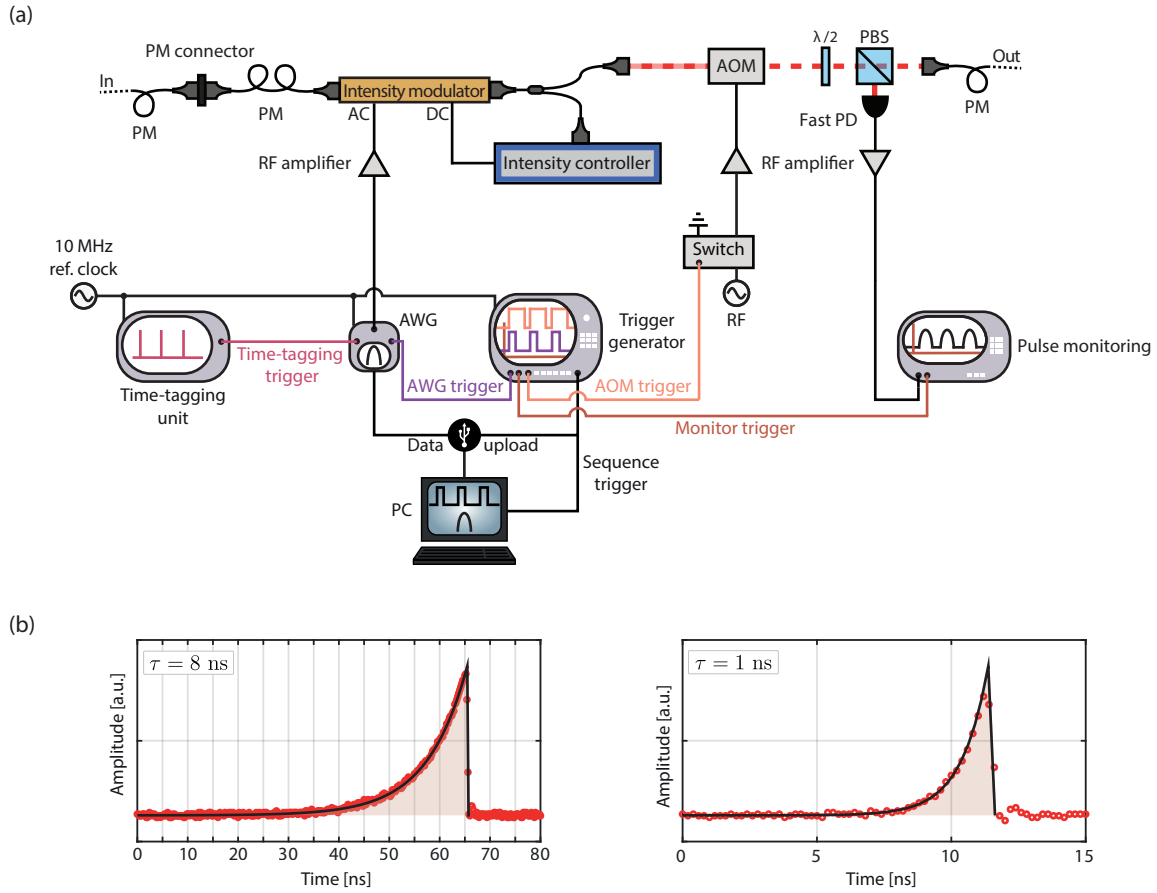 (a)
PM connector
λ/2
PBS
In
Out
AOM
Intensity modulator
PM
PM
AC
DC
Fast PD
PM
RF amplifier
Intensity controller
RF amplifier
Switch
10 MHz
ref. clock
RF
AWG
Trigger
generator
Pulse monitoring
Time-tagging
trigger
AWG trigger
AOM trigger
Time-tagging
unit
Monitor trigger
Data
upload
Sequence
trigger
PC
(b)
τ = 8 ns
Amplitude [a.u.]
0 10 20 30 40 50 60 70 80
Time [ns]
τ = 1 ns
Amplitude [a.u.]
0 5 10 15
Time [ns]